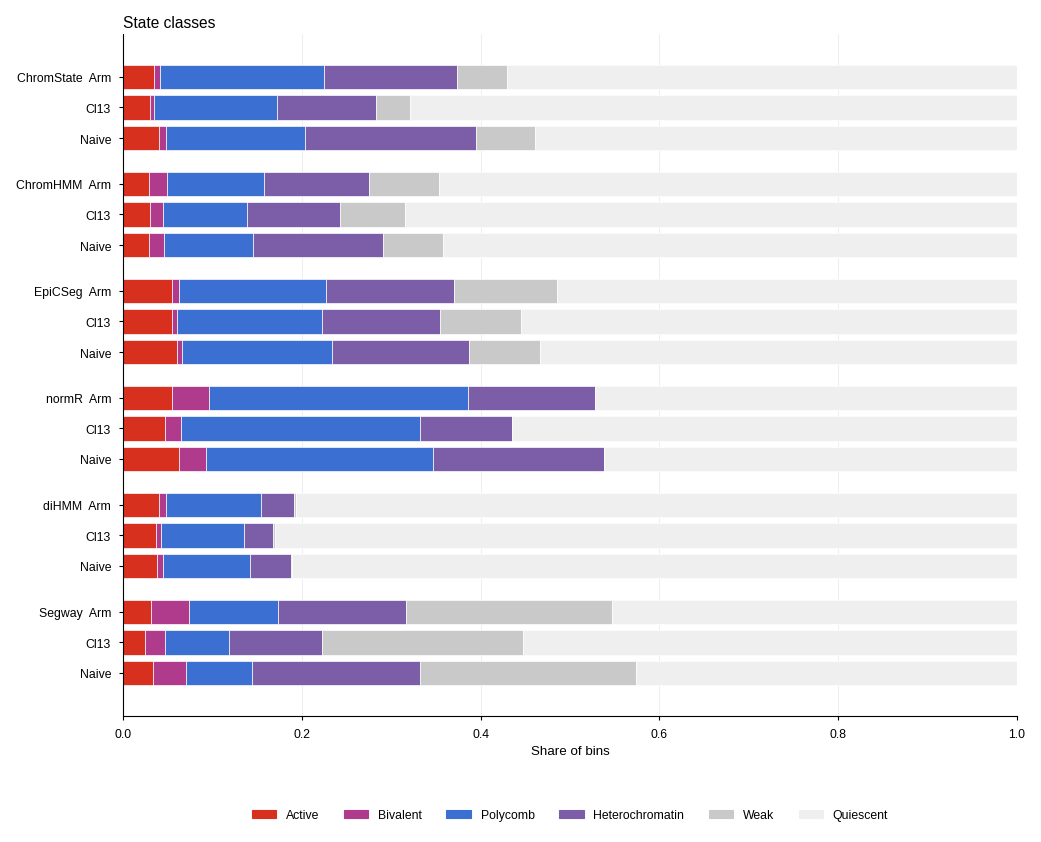 State classes
ChromState Arm
Cl13
Naive
ChromHMM Arm
Cl13
Naive
EpiCSeg Arm
Cl13
Naive
normR Arm
Cl13
Naive
diHMM Arm
Cl13
Naive
Segway Arm
Cl13
Naive
0.0 0.2 0.4 0.6 0.8 1.0
Share of bins
Active Bivalent Polycomb Heterochromatin Weak Quiescent